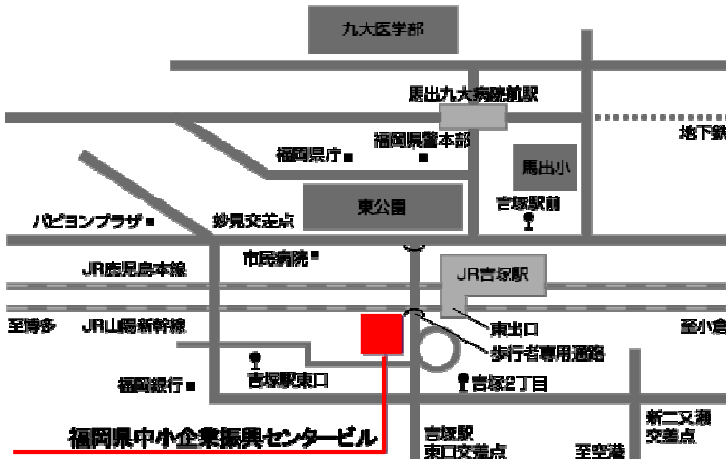 九大医学部
馬出九大病院前駅
地下鉄
福岡県庁
福岡県警本部
馬出小
東公園
吉塚駅前
パピヨンプラザ
妙見交差点
市民病院
JR鹿児島本線
JR吉塚駅
至博多
JR山陽新幹線
東出口
至小倉
歩行者専用通路
福岡銀行
吉塚駅東口
吉塚2丁目
福岡県中小企業振興センタービル
吉塚駅
東口交差点
至空港
新二又瀬
交差点